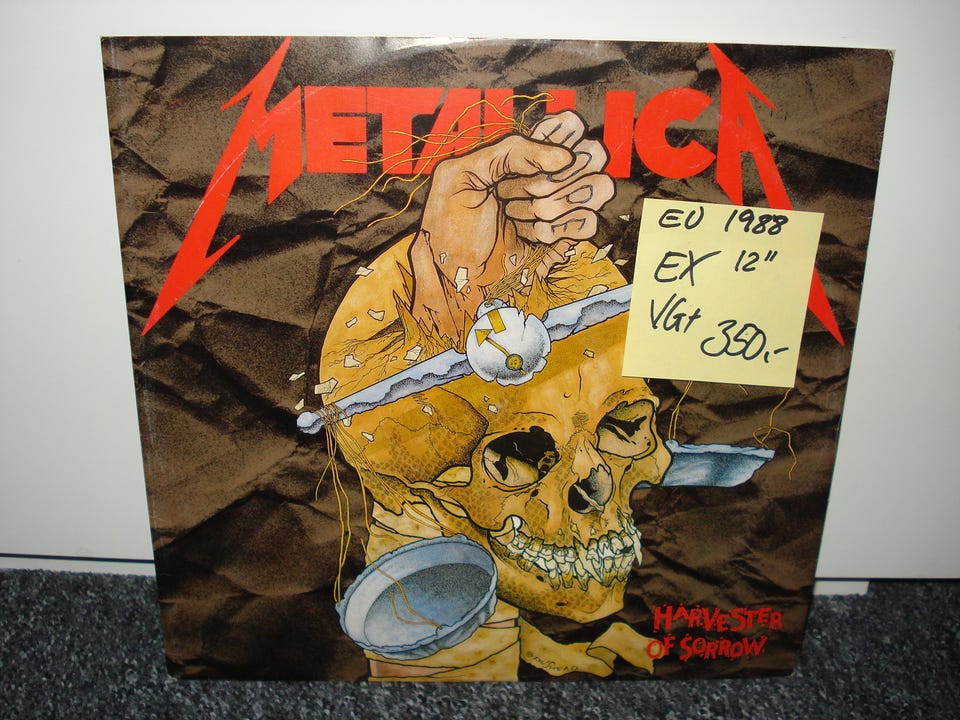 METALLICA
EU 1988
EX 12"
VG+ 350,-
HARVESTER
OF SORROW